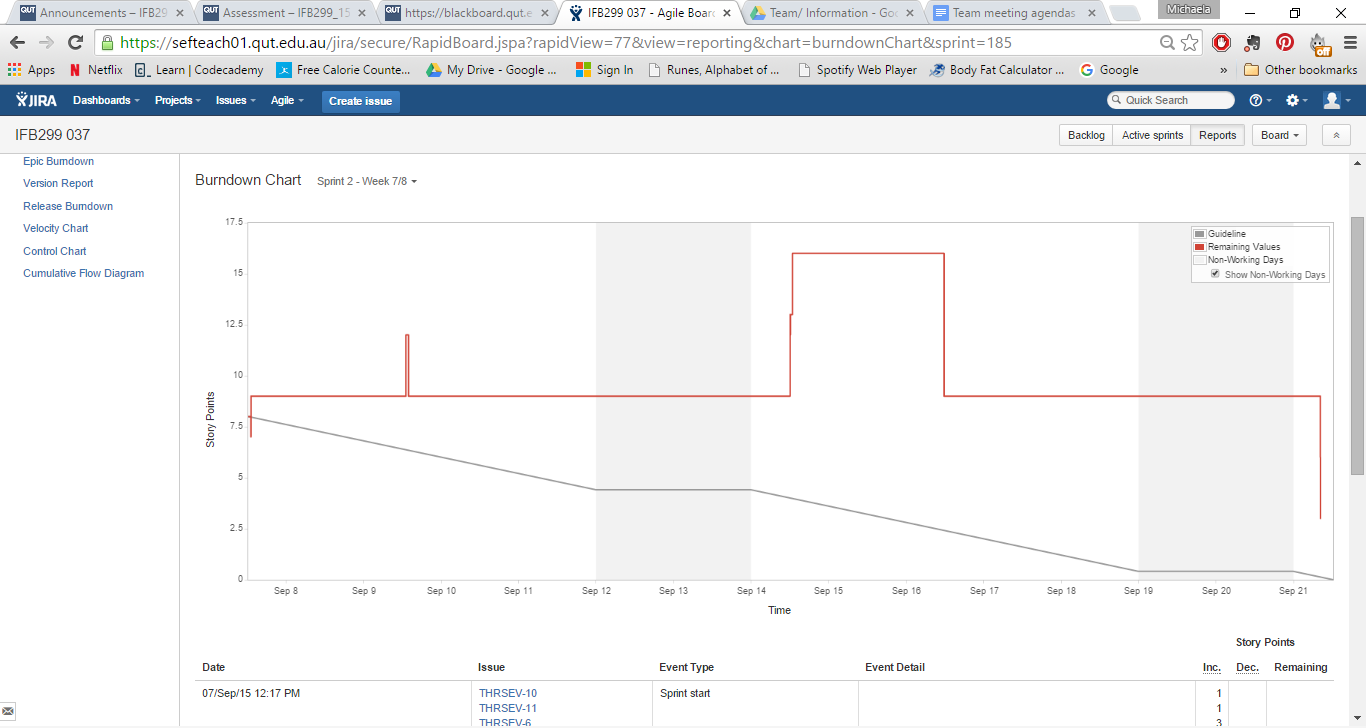 Announcements – IFB29
Assessment – IFB299_15
https://blackboard.qut.e
IFB299 037 - Agile Board
Team/ Information - Goo
Team meeting agendas
Michaela
https://sefteach01.qut.edu.au/jira/secure/RapidBoard.jspa?rapidView=77&view=reporting&chart=burndownChart&sprint=185
off
Apps
Netflix
Learn | Codecademy
Free Calorie Counte...
My Drive - Google ...
Sign In
Runes, Alphabet of ...
Spotify Web Player
Body Fat Calculator ...
Google
»
Other bookmarks
JIRA
Dashboards
Projects
Issues
Agile
Create issue
Quick Search
IFB299 037
Backlog
Active sprints
Reports
Board
Epic Burndown
Version Report
Release Burndown
Velocity Chart
Control Chart
Cumulative Flow Diagram
Burndown Chart
Sprint 2 - Week 7/8
17.5
15
12.5
10
7.5
5
2.5
0
Story Points
Guideline
Remaining Values
Non-Working Days
Show Non-Working Days
Sep 8
Sep 9
Sep 10
Sep 11
Sep 12
Sep 13
Sep 14
Sep 15
Sep 16
Sep 17
Sep 18
Sep 19
Sep 20
Sep 21
Time
Story Points
Date
Issue
Event Type
Event Detail
Inc.
Dec.
Remaining
07/Sep/15 12:17 PM
THRSEV-10
Sprint start
1
THRSEV-11
1
THRSEV-6
3